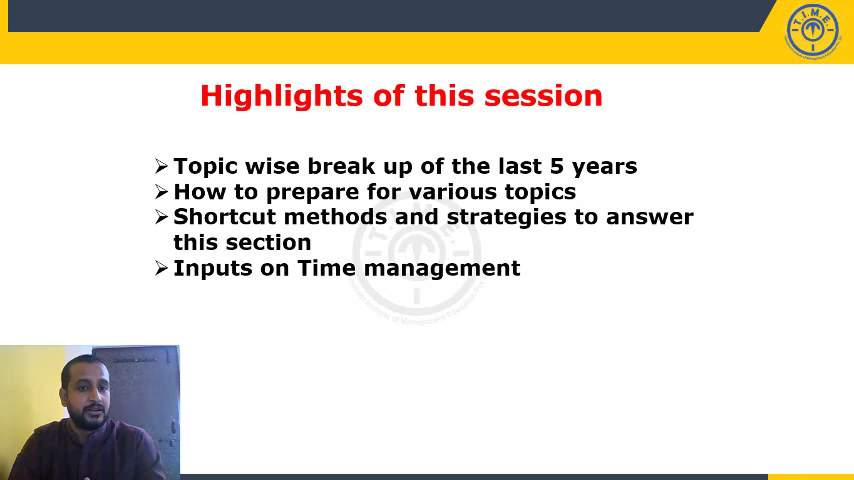 T.I.M.E.
Highlights of this session
Topic wise break up of the last 5 years
How to prepare for various topics
Shortcut methods and strategies to answer
this section
Inputs on Time management